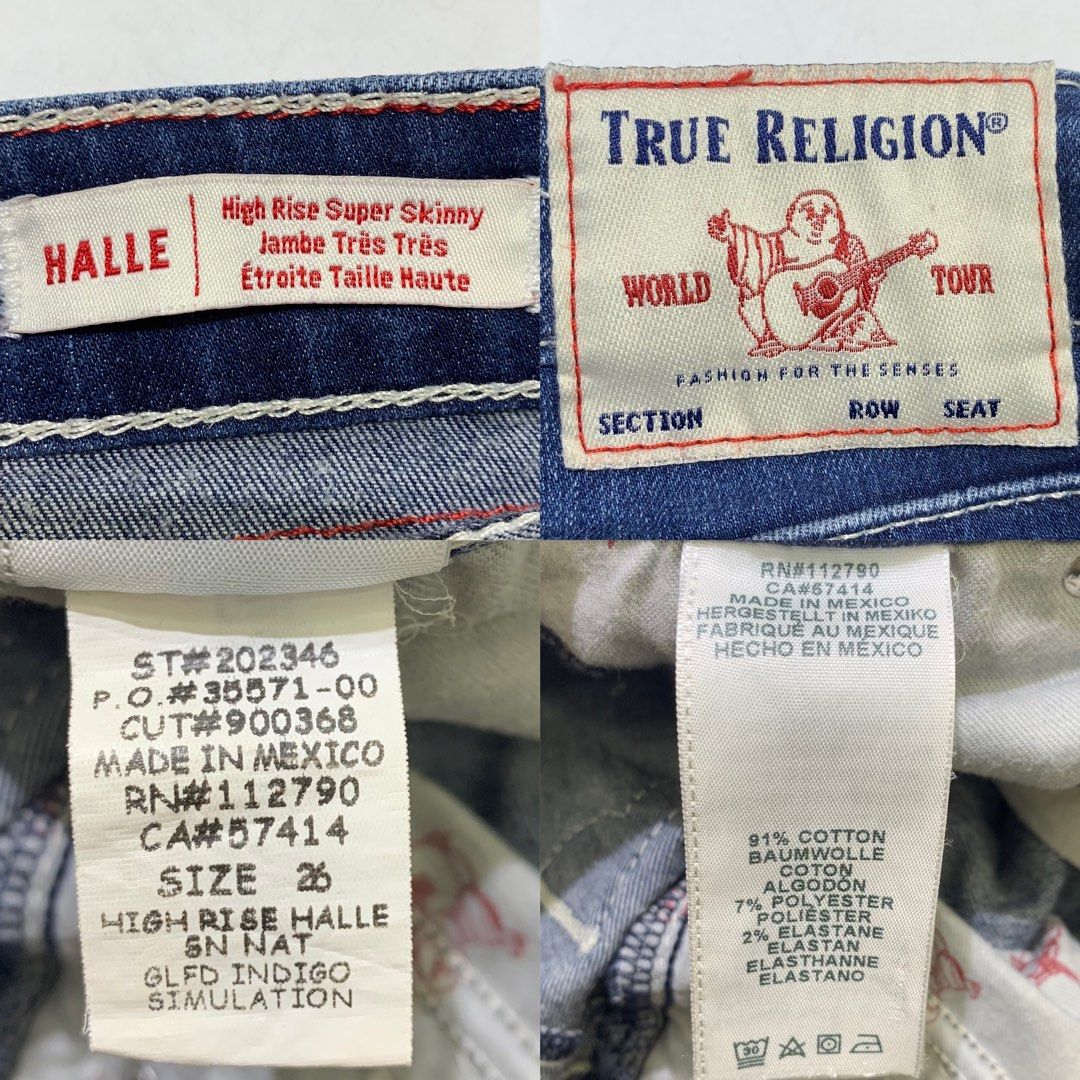 HALLE
High Rise Super Skinny
Jambe Très Très
Étroite Taille Haute
TRUE RELIGION®
WORLD TOUR
FASHION FOR THE SENSES
SECTION ROW SEAT
ST#202346
P.O.#35571-00
CUT#900368
MADE IN MEXICO
RN#112790
CA#57414
SIZE 26
HIGH RISE HALLE
SN NAT
GLFD INDIGO
SIMULATION
RN#112790
CA#57414
MADE IN MEXICO
HERGESTELLT IN MEXIKO
FABRIQUÉ AU MEXIQUE
HECHO EN MEXICO
91% COTTON
BAUMWOLLE
COTON
ALGODÓN
7% POLYESTER
POLIÉSTER
2% ELASTANE
ELASTAN
ELASTHANNE
ELASTANO
30